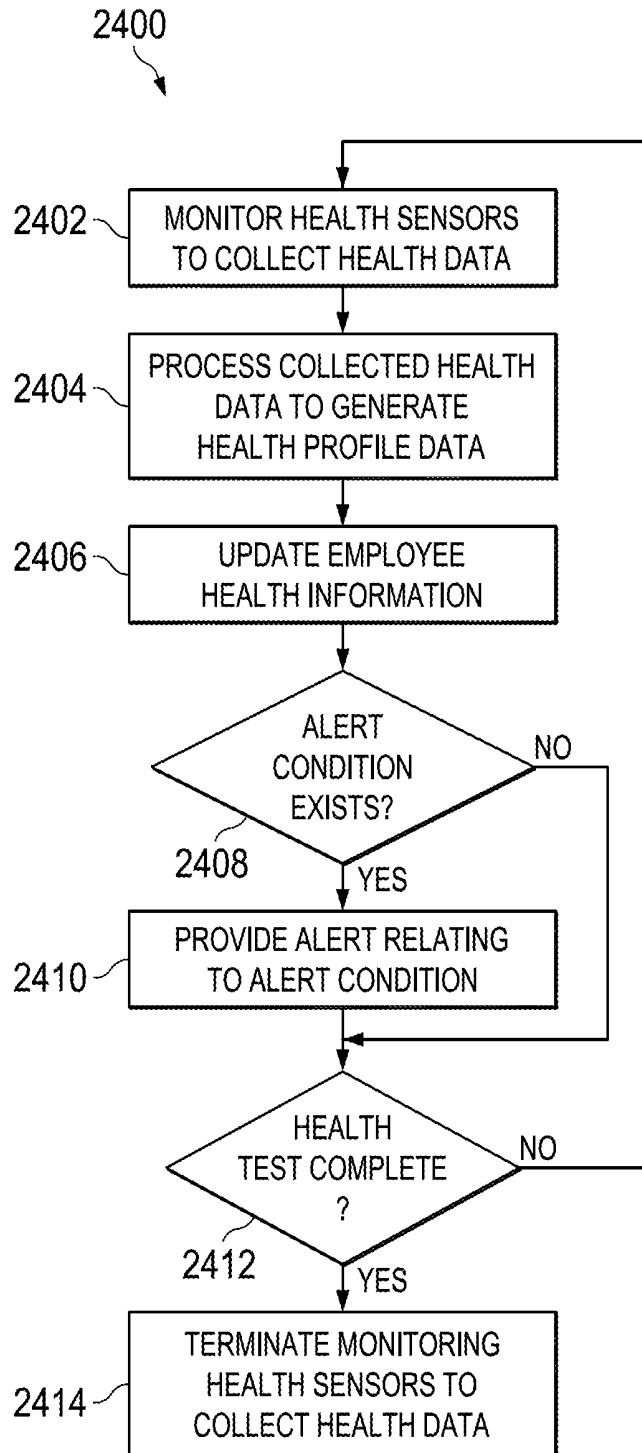 2400
2402
MONITOR HEALTH SENSORS
TO COLLECT HEALTH DATA
2404
PROCESS COLLECTED HEALTH
DATA TO GENERATE
HEALTH PROFILE DATA
2406
UPDATE EMPLOYEE
HEALTH INFORMATION
ALERT
CONDITION
EXISTS?
NO
2408
YES
2410
PROVIDE ALERT RELATING
TO ALERT CONDITION
HEALTH
TEST COMPLETE
?
NO
2412
YES
2414
TERMINATE MONITORING
HEALTH SENSORS TO
COLLECT HEALTH DATA